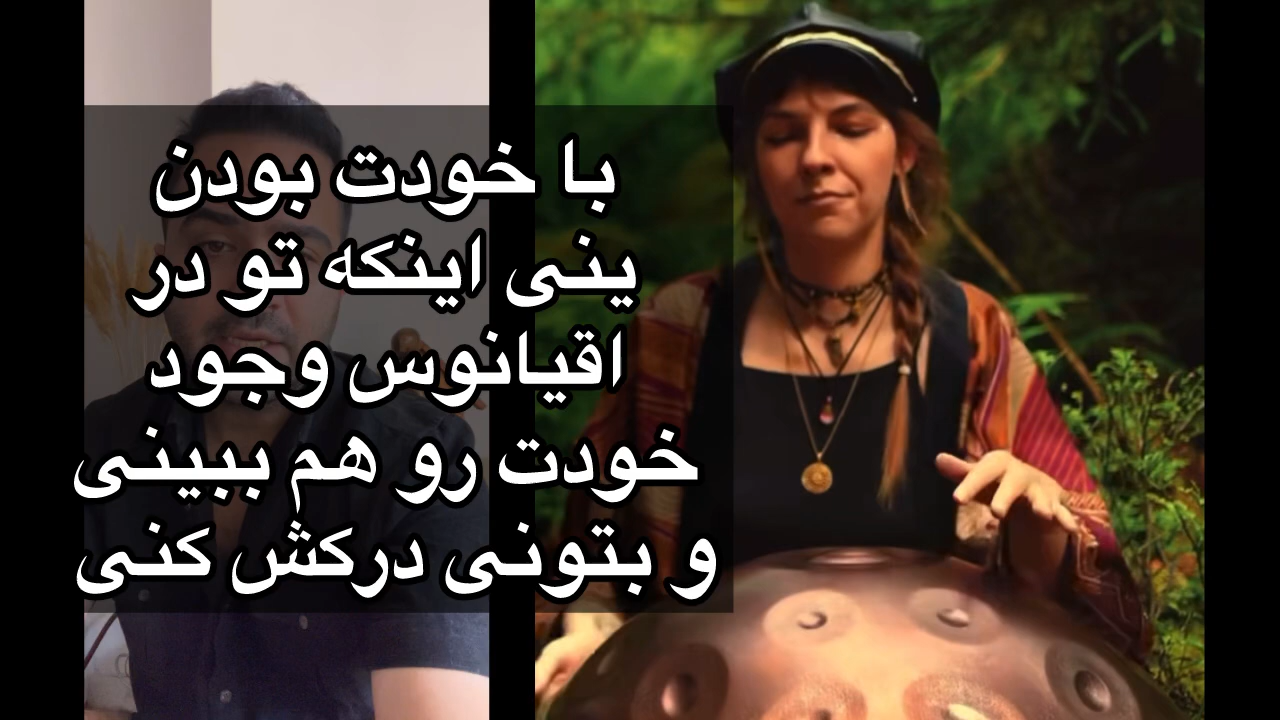 با خودت بودن
ینی اینکه تو در
اقیانوس وجود
خودت رو هم ببینی
و بتونی درکش کنی